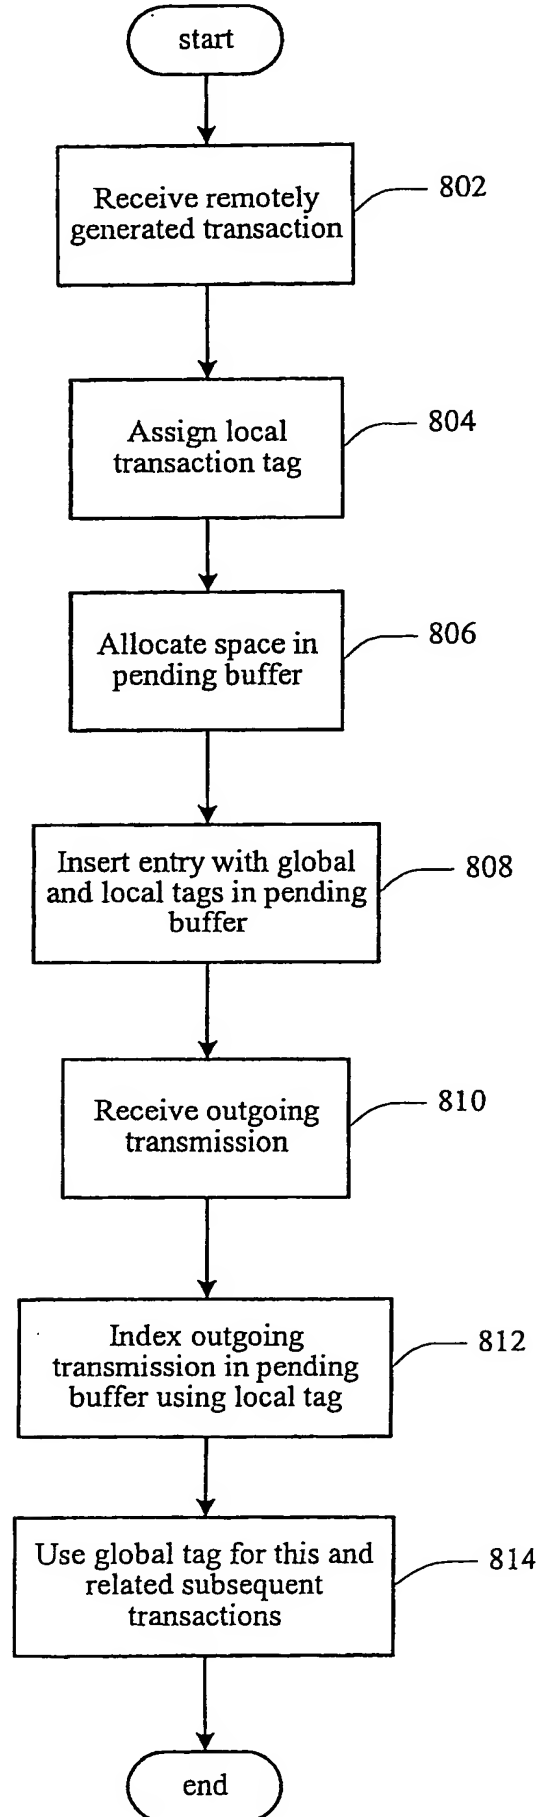 start
Receive remotely
generated transaction
802
Assign local
transaction tag
804
Allocate space in
pending buffer
806
Insert entry with global
and local tags in pending
buffer
808
Receive outgoing
transmission
810
Index outgoing
transmission in pending
buffer using local tag
812
Use global tag for this and
related subsequent
transactions
814
end